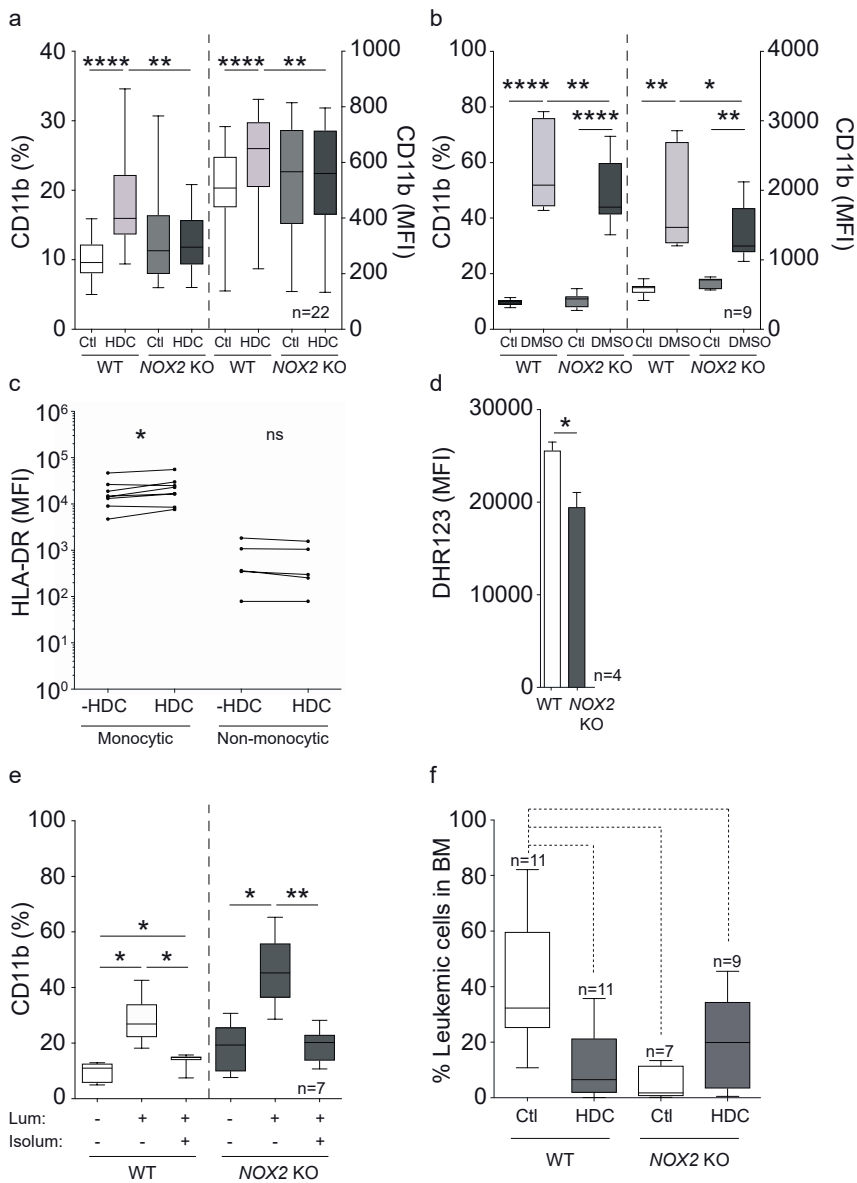 a
CD11b (%)
40
30
20
10
0
**** **
**** **
1000
800
600
400
200
0
CD11b (MFI)
n=22
Ctl HDC Ctl HDC Ctl HDC Ctl HDC
WT NOX2 KO WT NOX2 KO
b
CD11b (%)
100
80
60
40
20
0
**** **
****
** *
**
4000
3000
2000
1000
0
CD11b (MFI)
n=9
Ctl DMSO Ctl DMSO Ctl DMSO Ctl DMSO
WT NOX2 KO WT NOX2 KO
c
HLA-DR (MFI)
10⁶
10⁵
10⁴
10³
10²
10¹
10⁰
* ns
-HDC HDC -HDC HDC
Monocytic Non-monocytic
d
DHR123 (MFI)
30000
20000
10000
0
*
n=4
WT NOX2
KO
e
CD11b (%)
100
80
60
40
20
0
*
* *
* **
n=7
Lum: - + + - + +
Isolum: - - + - - +
WT NOX2 KO
f
% Leukemic cells in BM
100
80
60
40
20
0
n=11
n=11
n=7
n=9
Ctl HDC Ctl HDC
WT NOX2 KO